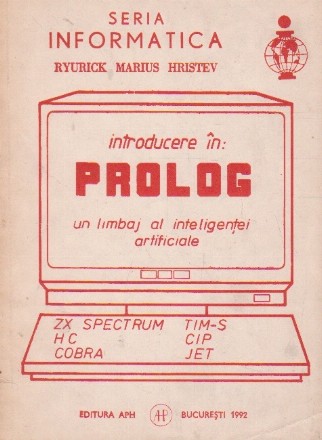 SERIA
INFORMATICA
RYURICK MARIUS HRISTEV
introducere în:
PROLOG
un limbaj al inteligenței
artificiale
ZX SPECTRUM TIM-S
HC CIP
COBRA JET
EDITURA APH APH BUCUREȘTI 1992